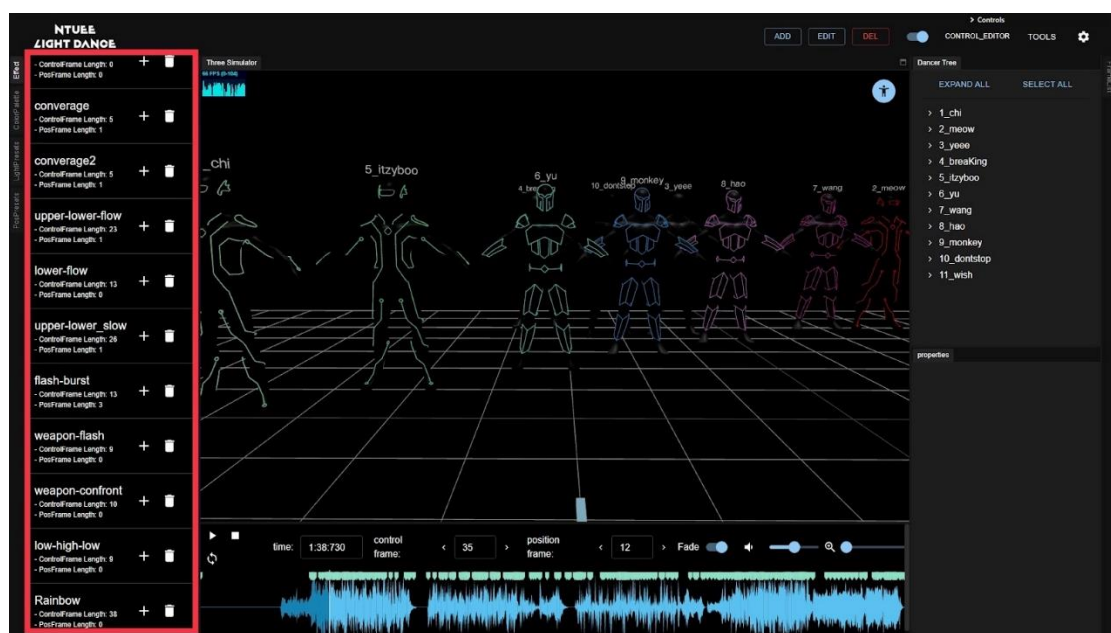 NTUEE
LIGHT DANCE
> Controls
ADD
EDIT
DEL
CONTROL_EDITOR
TOOLS
Effect
ColorPalette
LightPresets
PosPresets
- ControlFrame Length: 0
- PosFrame Length: 0
converage
- ControlFrame Length: 5
- PosFrame Length: 1
converage2
- ControlFrame Length: 5
- PosFrame Length: 1
upper-lower-flow
- ControlFrame Length: 23
- PosFrame Length: 1
lower-flow
- ControlFrame Length: 13
- PosFrame Length: 0
upper-lower_slow
- ControlFrame Length: 26
- PosFrame Length: 1
flash-burst
- ControlFrame Length: 13
- PosFrame Length: 3
weapon-flash
- ControlFrame Length: 9
- PosFrame Length: 0
weapon-confront
- ControlFrame Length: 10
- PosFrame Length: 0
low-high-low
- ControlFrame Length: 9
- PosFrame Length: 0
Rainbow
- ControlFrame Length: 38
- PosFrame Length: 0
Three Simulator
FPS (0-104)
_chi
5_itzyboo
6_yu
9_monkey
10_dontstop
3_yeee
8_hao
7_wang
2_meow
time:
1:38:730
control
frame:
<
35
>
position
frame:
<
12
>
Fade
Dancer Tree
EXPAND ALL
SELECT ALL
> 1_chi
> 2_meow
> 3_yeee
> 4_breaKing
> 5_itzyboo
> 6_yu
> 7_wang
> 8_hao
> 9_monkey
> 10_dontstop
> 11_wish
properties